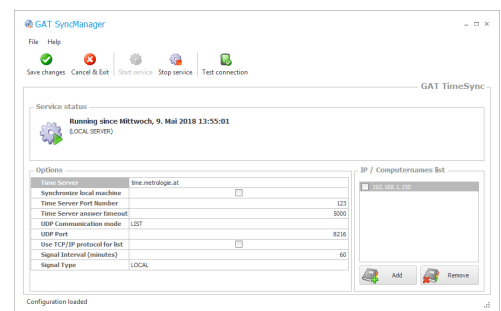 GAT SyncManager
File Help
Save changes Cancel & Exit Start service Stop service Test connection
GAT TimeSync
Service status
Running since Mittwoch, 9. Mai 2018 13:55:01
(LOCAL SERVER)
Options
Time Server time.metrologie.at
Synchronize local machine
Time Server Port Number 123
Time Server answer timeout 5000
UDP Communication mode LIST
UDP Port 8216
Use TCP/IP protocol for list
Signal Interval (minutes) 60
Signal Type LOCAL
IP / Computernames list
192.168.1.150
Add Remove
Configuration loaded